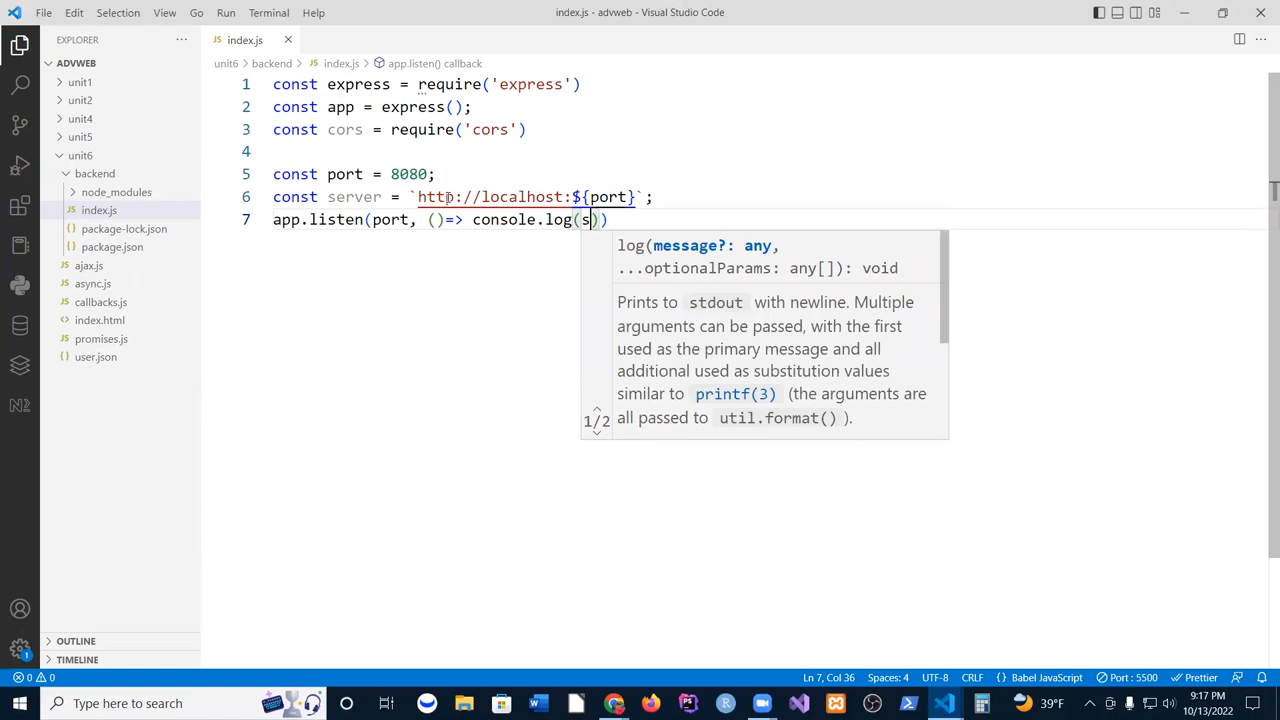 File Edit Selection View Go Run Terminal Help
index.js - advweb - Visual Studio Code
EXPLORER
ADVWEB
unit1
unit2
unit4
unit5
unit6
backend
node_modules
JS index.js
package-lock.json
package.json
JS ajax.js
JS async.js
JS callbacks.js
<> index.html
JS promises.js
{} user.json
OUTLINE
TIMELINE
JS index.js
unit6 > backend > JS index.js > app.listen() callback
1 const express = require('express')
2 const app = express();
3 const cors = require('cors')
4
5 const port = 8080;
6 const server = `http://localhost:${port}`;
7 app.listen(port, ()=> console.log(s))
log(message?: any,
...optionalParams: any[]): void
Prints to stdout with newline. Multiple
arguments can be passed, with the first
used as the primary message and all
additional used as substitution values
similar to printf(3) (the arguments are
all passed to util.format() ).
1/2
0 0
Ln 7, Col 36 Spaces: 4 UTF-8 CRLF {} Babel JavaScript Port : 5500 Prettier
Type here to search
39°F
9:17 PM
10/13/2022